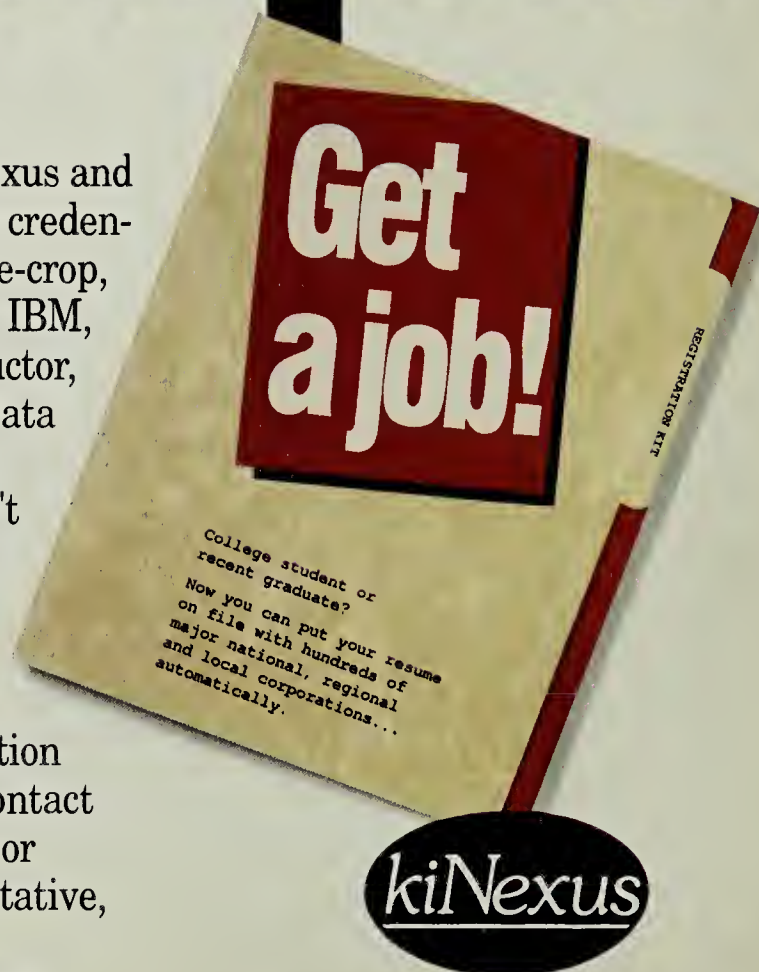 xus and
creden-
e-crop,
IBM,
ctor,
ata
't
tion
ontact
or
tative,
Get
a job!
REGISTRATION KIT
College student or
recent graduate?
Now you can put your resume
on file with hundreds of
major national, regional
and local corporations...
automatically.
kiNexus